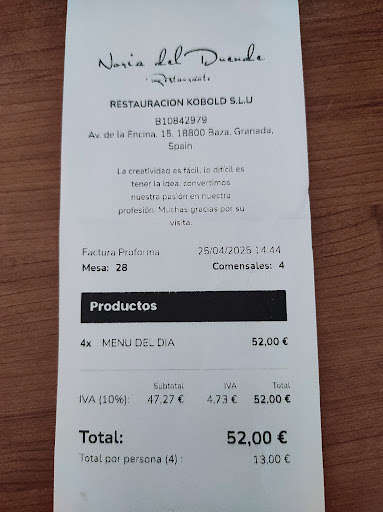 Noria del Duende
Restaurante
RESTAURACION KOBOLD S.L.U
B10842979
Av. de la Encina, 15, 18800 Baza, Granada,
Spain
La creatividad es fácil, lo difícil es
tener la idea, convertimos
nuestra pasión en nuestra
profesión. Muchas gracias por su
visita.
Factura Proforma 25/04/2025 14:44
Mesa: 28 Comensales: 4
Productos
4x MENU DEL DIA 52,00 €
Subtotal IVA Total
IVA (10%): 47,27 € 4,73 € 52,00 €
Total: 52,00 €
Total por persona (4) : 13,00 €